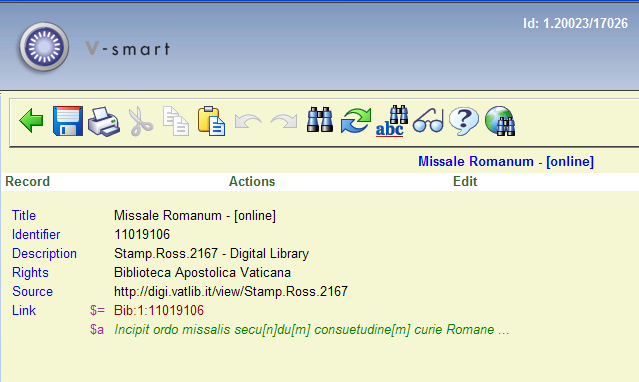 Id: 1.20023/17026
V-smart
abc
Missale Romanum - [online]
Record Actions Edit
Title Missale Romanum - [online]
Identifier 11019106
Description Stamp.Ross.2167 - Digital Library
Rights Biblioteca Apostolica Vaticana
Source http://digi.vatlib.it/view/Stamp.Ross.2167
Link $= Bib:1:11019106
$a Incipit ordo missalis secu[n]du[m] consuetudine[m] curie Romane ...